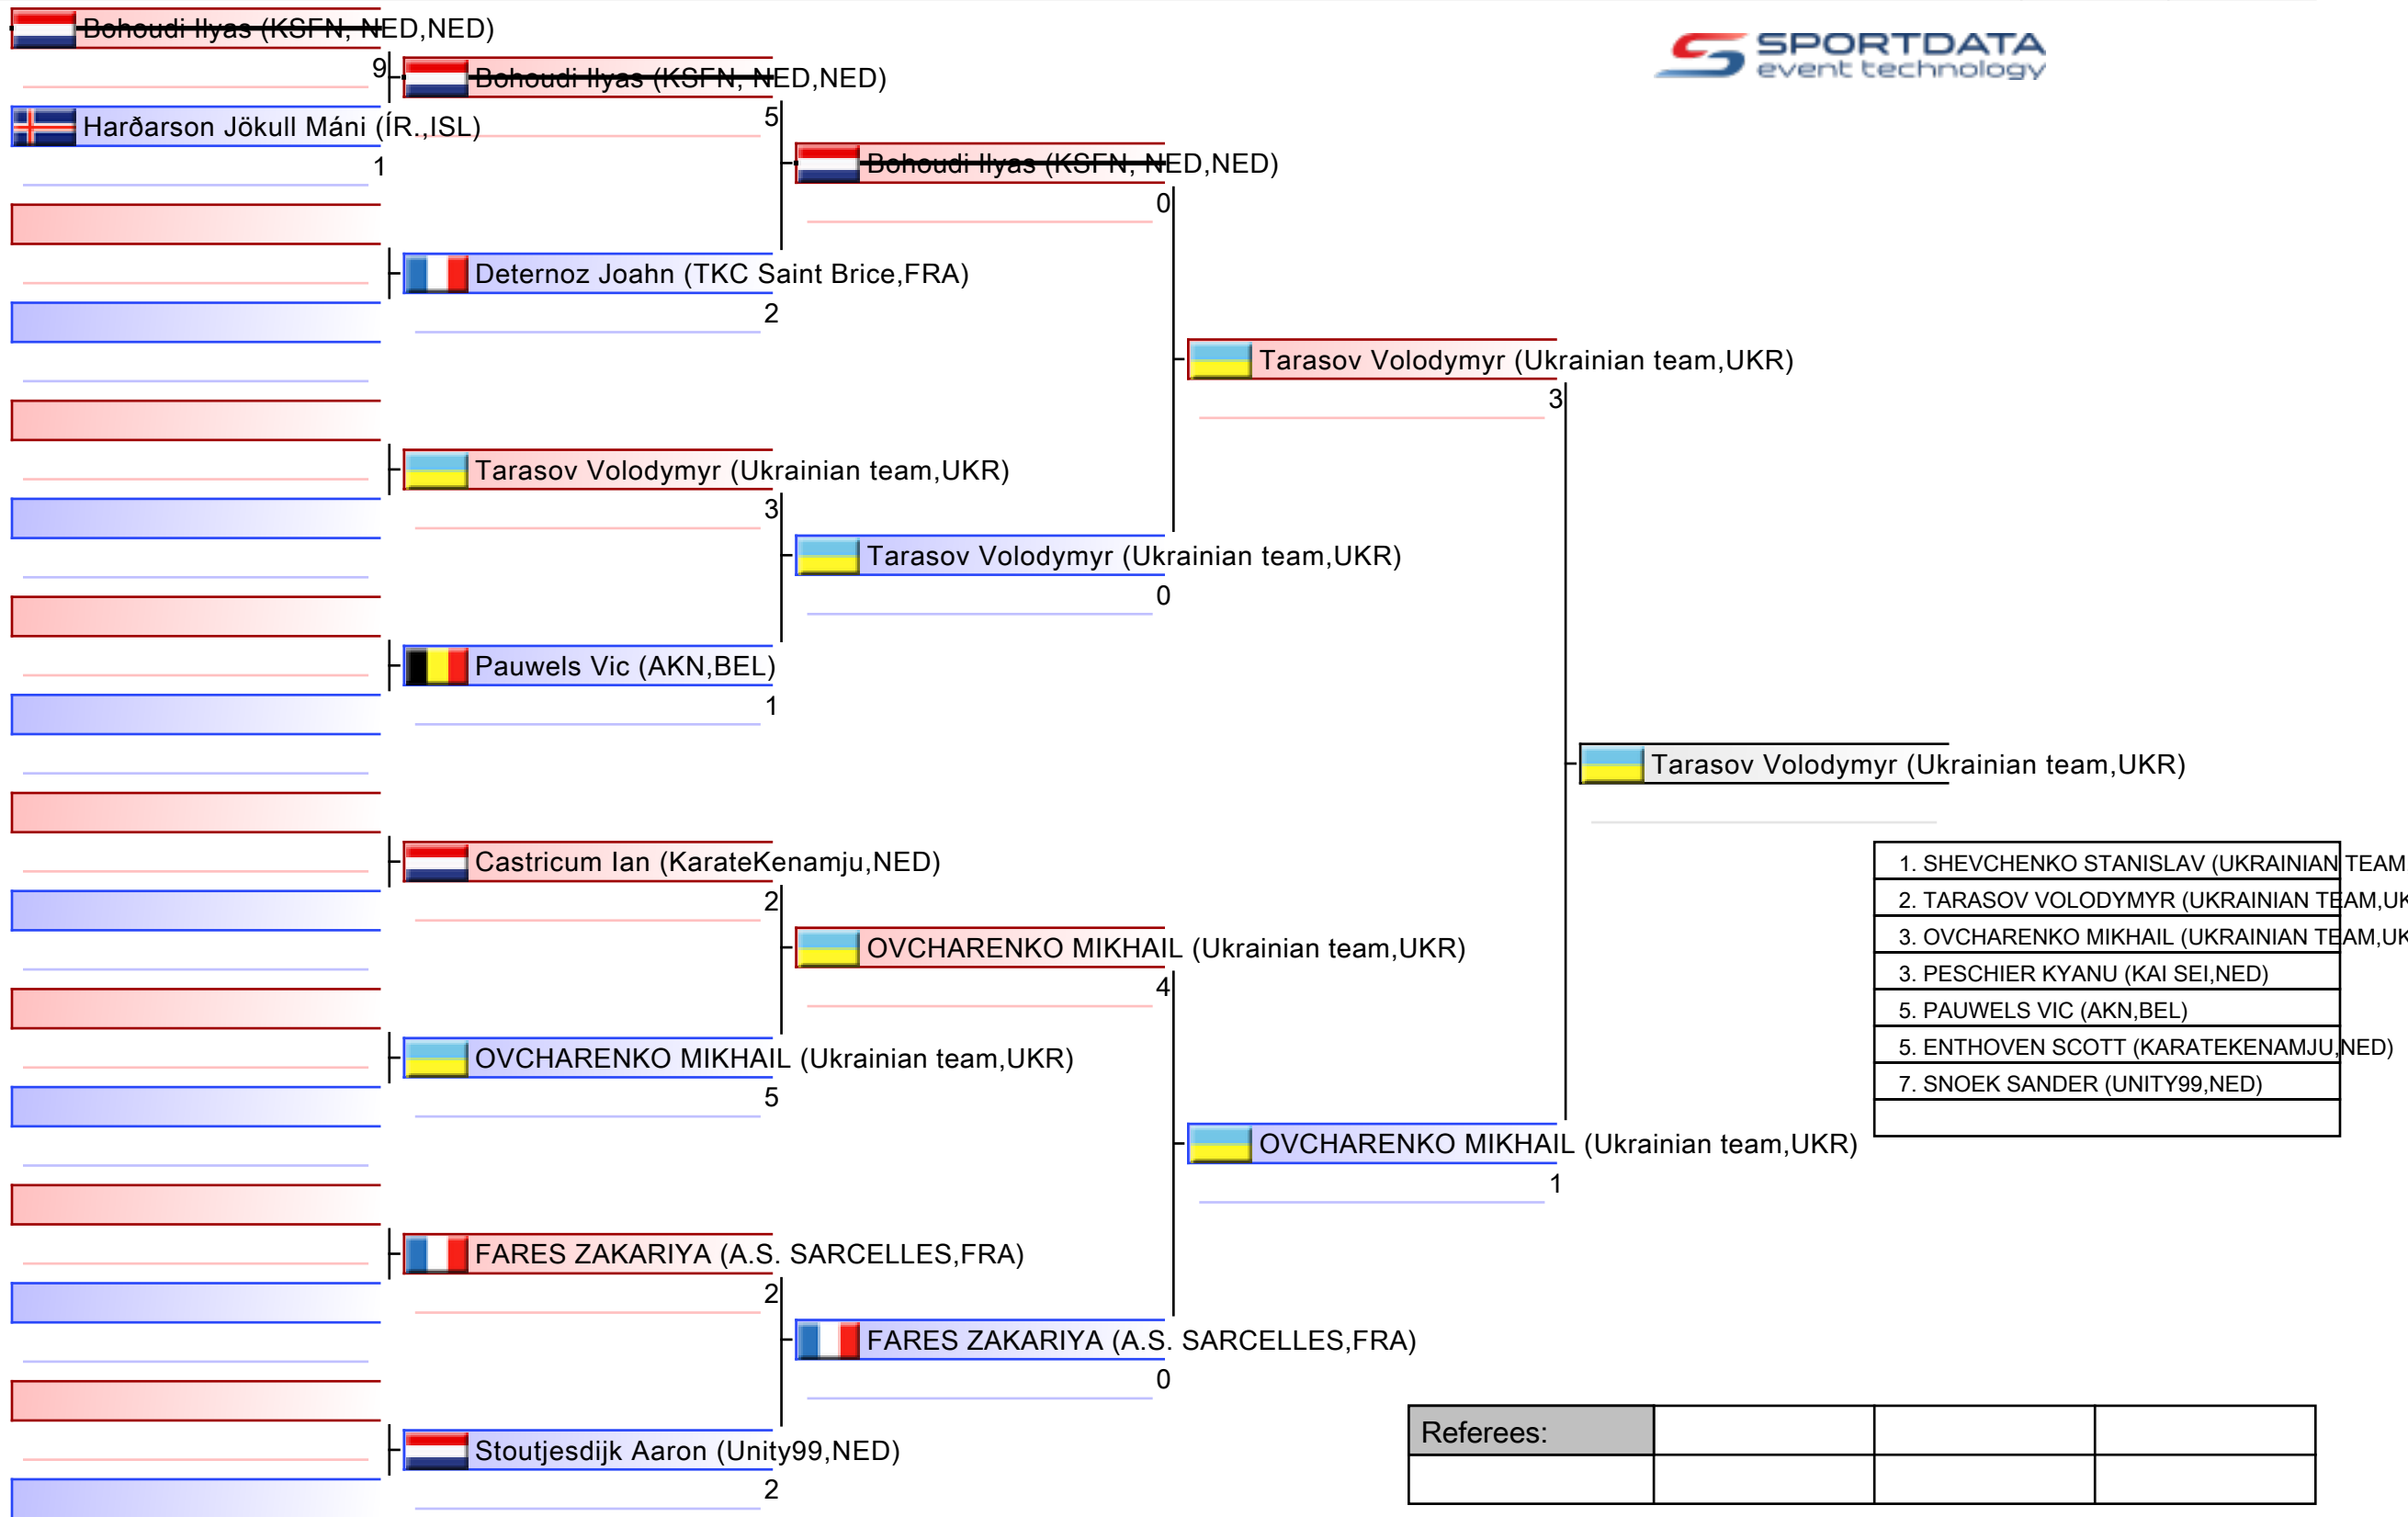 Bohoudi Ilyas (KSFN, NED,NED)
9
Harðarson Jökull Máni (ÍR.,ISL)
1
Bohoudi Ilyas (KSFN, NED,NED)
5
Deternoz Joahn (TKC Saint Brice,FRA)
2
Tarasov Volodymyr (Ukrainian team,UKR)
3
Pauwels Vic (AKN,BEL)
1
Castricum Ian (KarateKenamju,NED)
2
OVCHARENKO MIKHAIL (Ukrainian team,UKR)
5
FARES ZAKARIYA (A.S. SARCELLES,FRA)
2
Stoutjesdijk Aaron (Unity99,NED)
2
Bohoudi Ilyas (KSFN, NED,NED)
0
Tarasov Volodymyr (Ukrainian team,UKR)
0
OVCHARENKO MIKHAIL (Ukrainian team,UKR)
4
FARES ZAKARIYA (A.S. SARCELLES,FRA)
0
Tarasov Volodymyr (Ukrainian team,UKR)
3
OVCHARENKO MIKHAIL (Ukrainian team,UKR)
1
Tarasov Volodymyr (Ukrainian team,UKR)
SPORTDATA
event technology
1. SHEVCHENKO STANISLAV (UKRAINIAN TEAM
2. TARASOV VOLODYMYR (UKRAINIAN TEAM,UK
3. OVCHARENKO MIKHAIL (UKRAINIAN TEAM,UK
3. PESCHIER KYANU (KAI SEI,NED)
5. PAUWELS VIC (AKN,BEL)
5. ENTHOVEN SCOTT (KARATEKENAMJU,NED)
7. SNOEK SANDER (UNITY99,NED)
Referees: